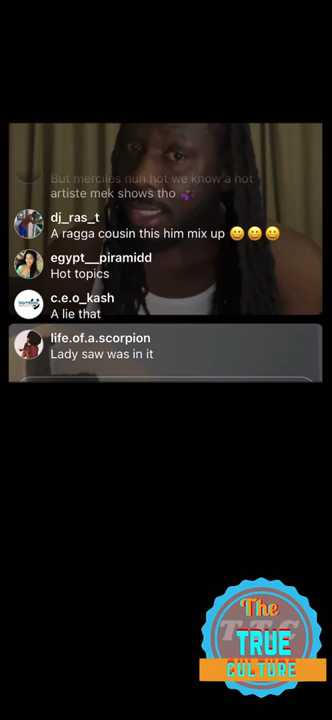 But merciles nuh hot we know a hot
artiste mek shows tho
dj_ras_t
A ragga cousin this him mix up 😀😀😀
egypt__piramidd
Hot topics
c.e.o_kash
A lie that
life.of.a.scorpion
Lady saw was in it
The
T.T.C
TRUE
CULTURE